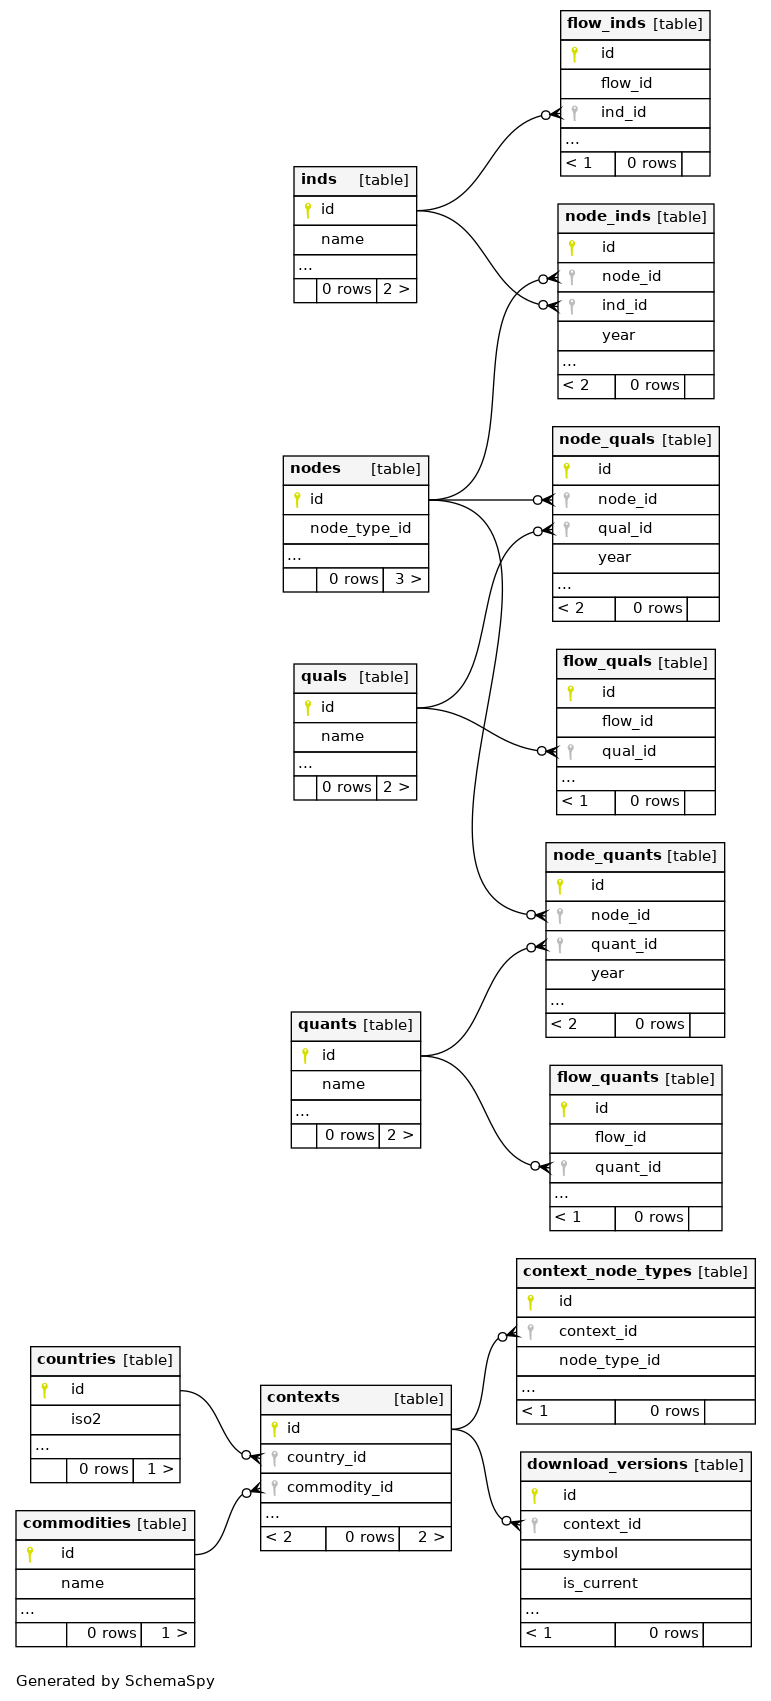 flow_inds [table]
id
flow_id
ind_id
...
< 1 0 rows
inds [table]
id
name
...
0 rows 2 >
node_inds [table]
id
node_id
ind_id
year
...
< 2 0 rows
node_quals [table]
id
node_id
qual_id
year
...
< 2 0 rows
nodes [table]
id
node_type_id
...
0 rows 3 >
flow_quals [table]
id
flow_id
qual_id
...
< 1 0 rows
quals [table]
id
name
...
0 rows 2 >
node_quants [table]
id
node_id
quant_id
year
...
< 2 0 rows
quants [table]
id
name
...
0 rows 2 >
flow_quants [table]
id
flow_id
quant_id
...
< 1 0 rows
context_node_types [table]
id
context_id
node_type_id
...
< 1 0 rows
countries [table]
id
iso2
...
0 rows 1 >
contexts [table]
id
country_id
commodity_id
...
< 2 0 rows 2 >
download_versions [table]
id
context_id
symbol
is_current
...
< 1 0 rows
commodities [table]
id
name
...
0 rows 1 >
Generated by SchemaSpy